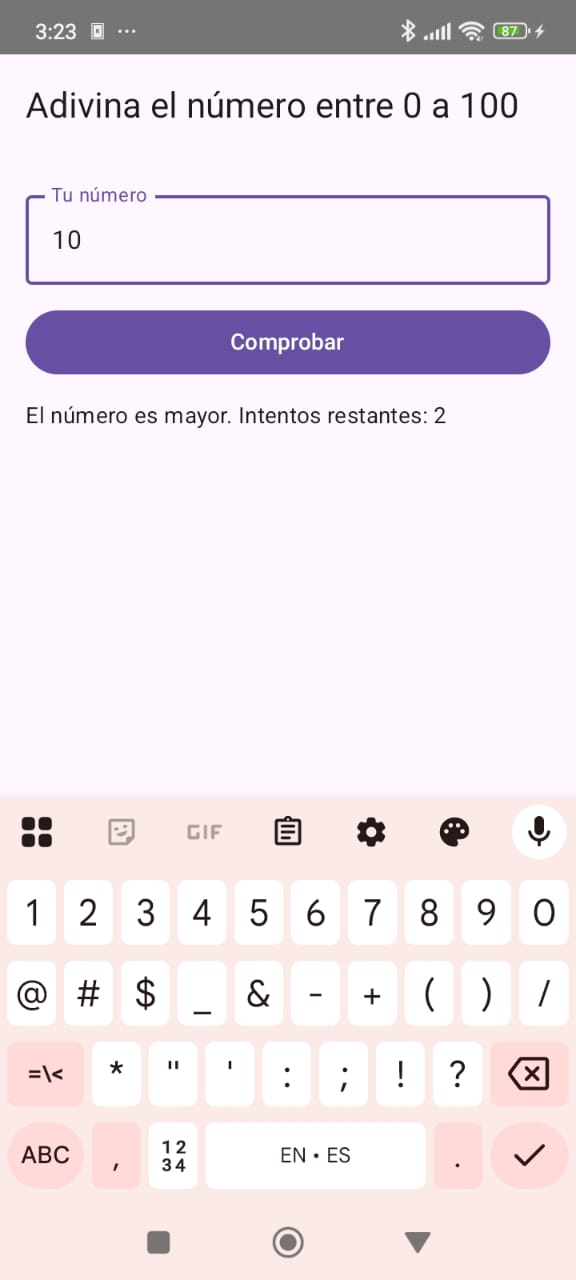 3:23 87
Adivina el número entre 0 a 100
Tu número
10
Comprobar
El número es mayor. Intentos restantes: 2
GIF
1 2 3 4 5 6 7 8 9 0
@ # $ _ & - + ( ) /
=\< * " ' : ; ! ?
ABC , 12 34 EN • ES .